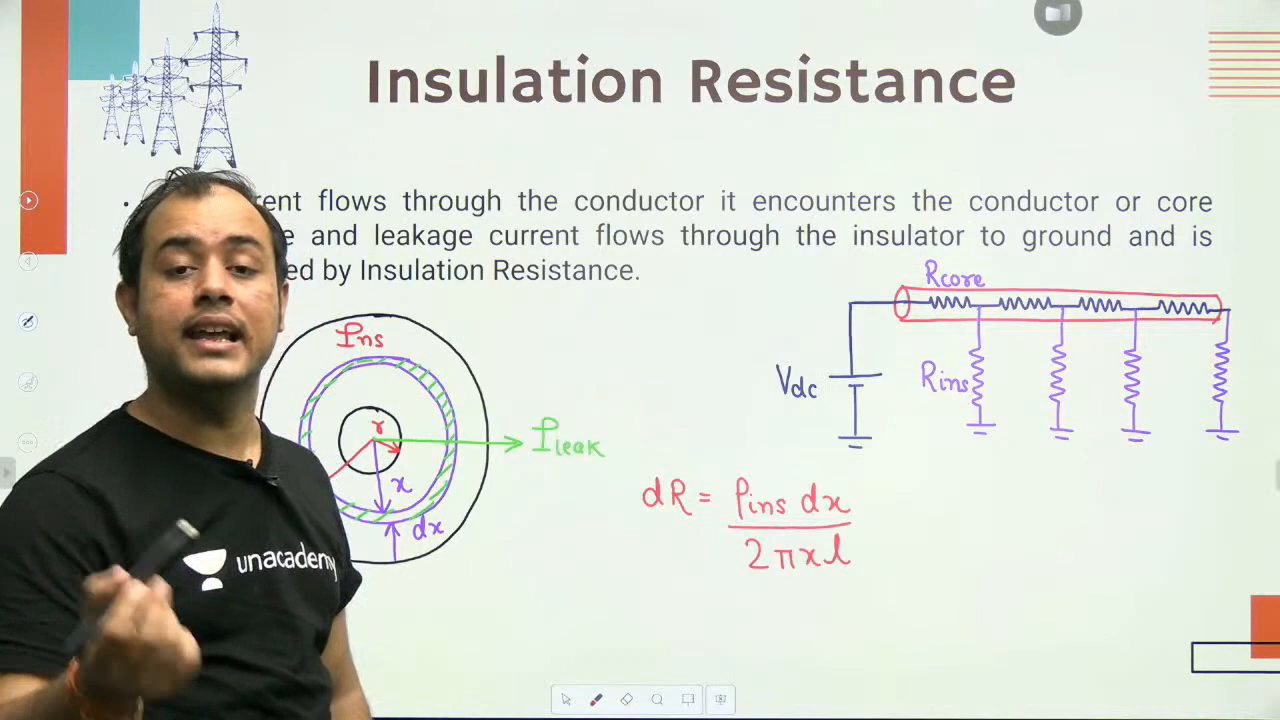 Insulation Resistance
flows through the conductor it encounters the conductor or core
and leakage current flows through the insulator to ground and is
by Insulation Resistance.
Rcore
ρins
Vdc
Rins
r
Ileak
x
dx
dR = ρins dx
2πxl
unacademy